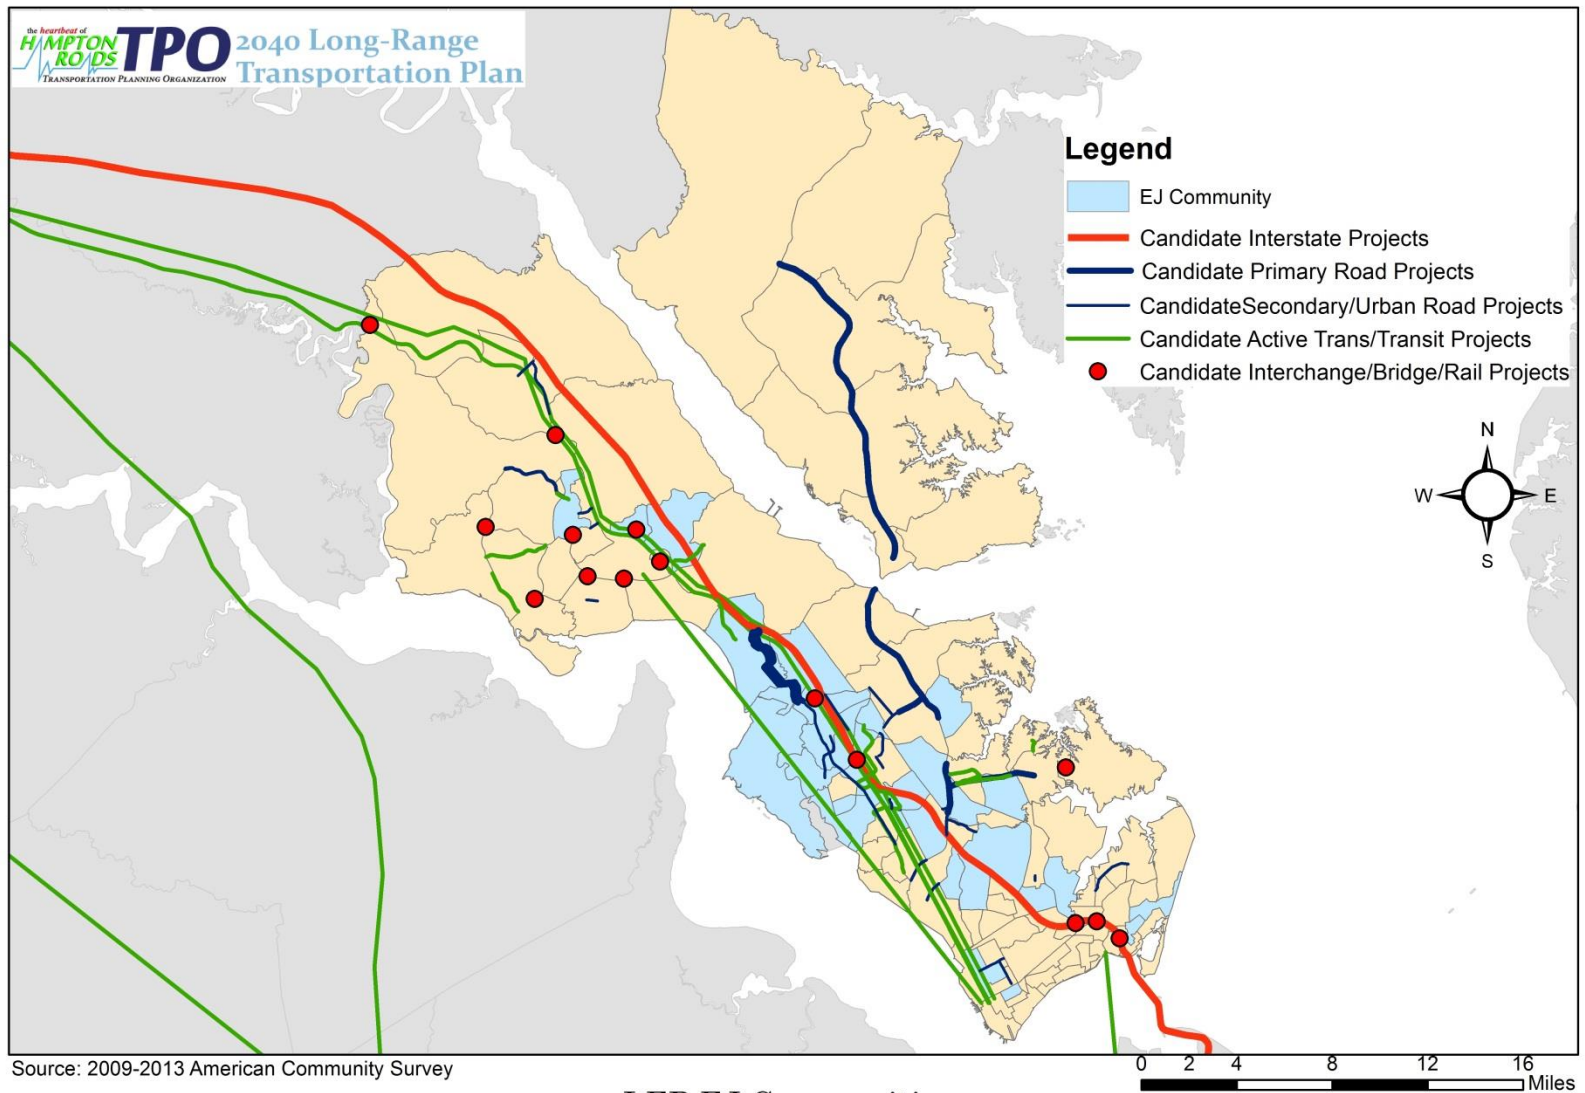 the heartbeat of
HAMPTON
ROADS
TPO
TRANSPORTATION PLANNING ORGANIZATION
2040 Long-Range
Transportation Plan
Legend
EJ Community
Candidate Interstate Projects
Candidate Primary Road Projects
CandidateSecondary/Urban Road Projects
Candidate Active Trans/Transit Projects
Candidate Interchange/Bridge/Rail Projects
N
W E
S
Source: 2009-2013 American Community Survey
0 2 4 8 12 16
Miles